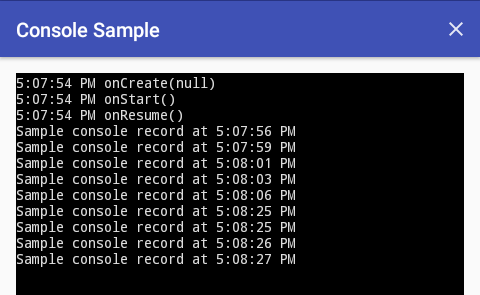 Console Sample
5:07:54 PM onCreate(null)
5:07:54 PM onStart()
5:07:54 PM onResume()
Sample console record at 5:07:56 PM
Sample console record at 5:07:59 PM
Sample console record at 5:08:01 PM
Sample console record at 5:08:03 PM
Sample console record at 5:08:06 PM
Sample console record at 5:08:25 PM
Sample console record at 5:08:25 PM
Sample console record at 5:08:26 PM
Sample console record at 5:08:27 PM